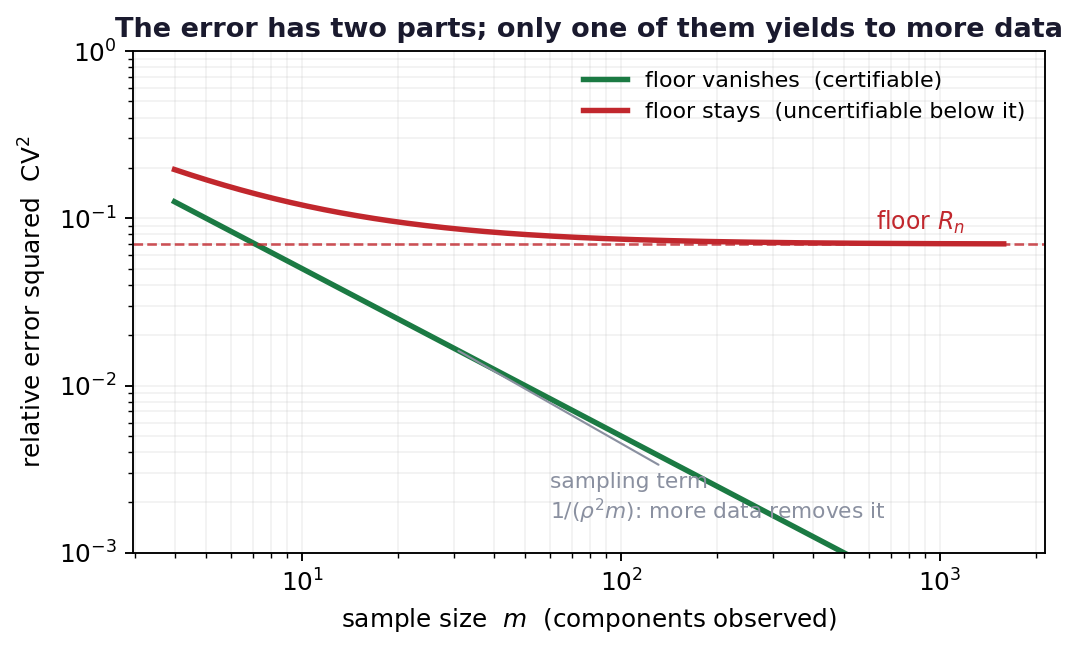 The error has two parts; only one of them yields to more data
10⁰
floor vanishes (certifiable)
floor stays (uncertifiable below it)
10⁻¹
floor Rₙ
relative error squared CV²
10⁻²
sampling term
1/(ρ²m): more data removes it
10⁻³
10¹
10²
10³
sample size m (components observed)